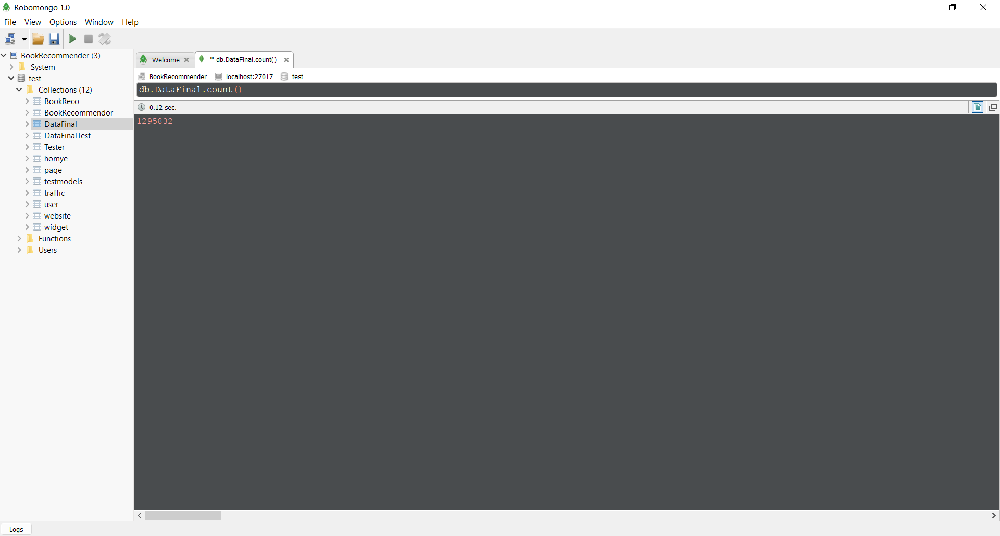 Robomongo 1.0
File View Options Window Help
BookRecommender (3)
System
test
Collections (12)
BookReco
BookRecommendor
DataFinal
DataFinalTest
Tester
homye
page
testmodels
traffic
user
website
widget
Functions
Users
Welcome
* db.DataFinal.count()
BookRecommender localhost:27017 test
db.DataFinal.count()
0.12 sec.
1295832
Logs